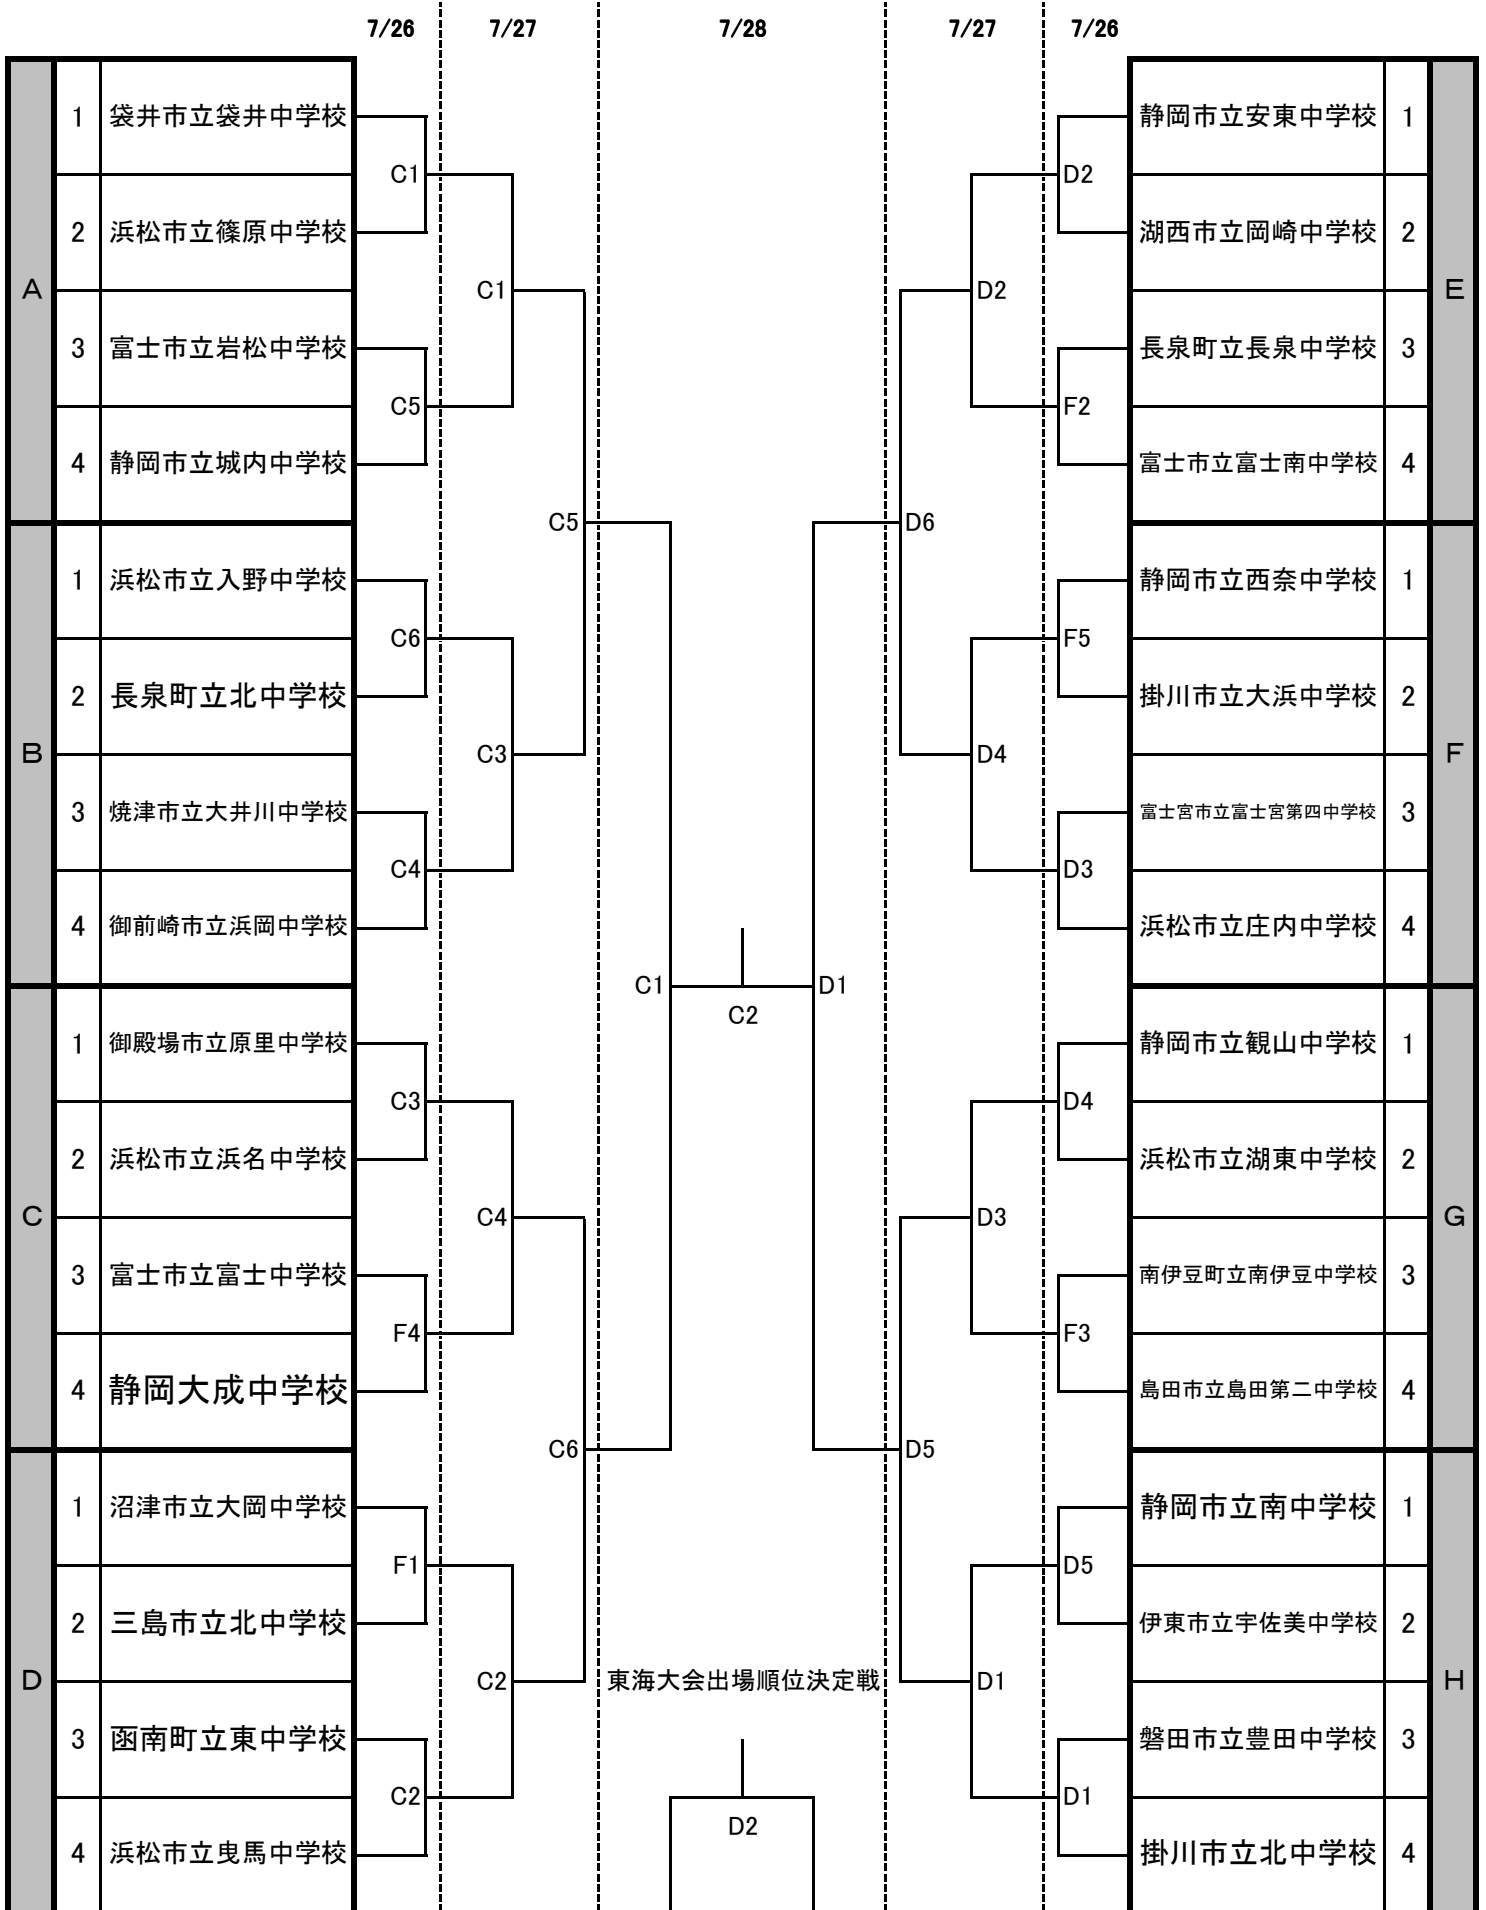 7/26 7/27 7/28 7/27 7/26
A
1 袋井市立袋井中学校
2 浜松市立篠原中学校
3 富士市立岩松中学校
4 静岡市立城内中学校
B
1 浜松市立入野中学校
2 長泉町立北中学校
3 焼津市立大井川中学校
4 御前崎市立浜岡中学校
C
1 御殿場市立原里中学校
2 浜松市立浜名中学校
3 富士市立富士中学校
4 静岡大成中学校
D
1 沼津市立大岡中学校
2 三島市立北中学校
3 函南町立東中学校
4 浜松市立曳馬中学校
C1
C5
C6
C4
C3
F4
F1
C2
C1
C3
C4
C2
C5
C6
C1
C2
D1
東海大会出場順位決定戦
D2
D6
D5
D2
D4
D3
D1
D2
F2
F5
D3
D4
F3
D5
D1
静岡市立安東中学校 1
湖西市立岡崎中学校 2
長泉町立長泉中学校 3
富士市立富士南中学校 4
E
静岡市立西奈中学校 1
掛川市立大浜中学校 2
富士宮市立富士宮第四中学校 3
浜松市立庄内中学校 4
F
静岡市立観山中学校 1
浜松市立湖東中学校 2
南伊豆町立南伊豆中学校 3
島田市立島田第二中学校 4
G
静岡市立南中学校 1
伊東市立宇佐美中学校 2
磐田市立豊田中学校 3
掛川市立北中学校 4
H